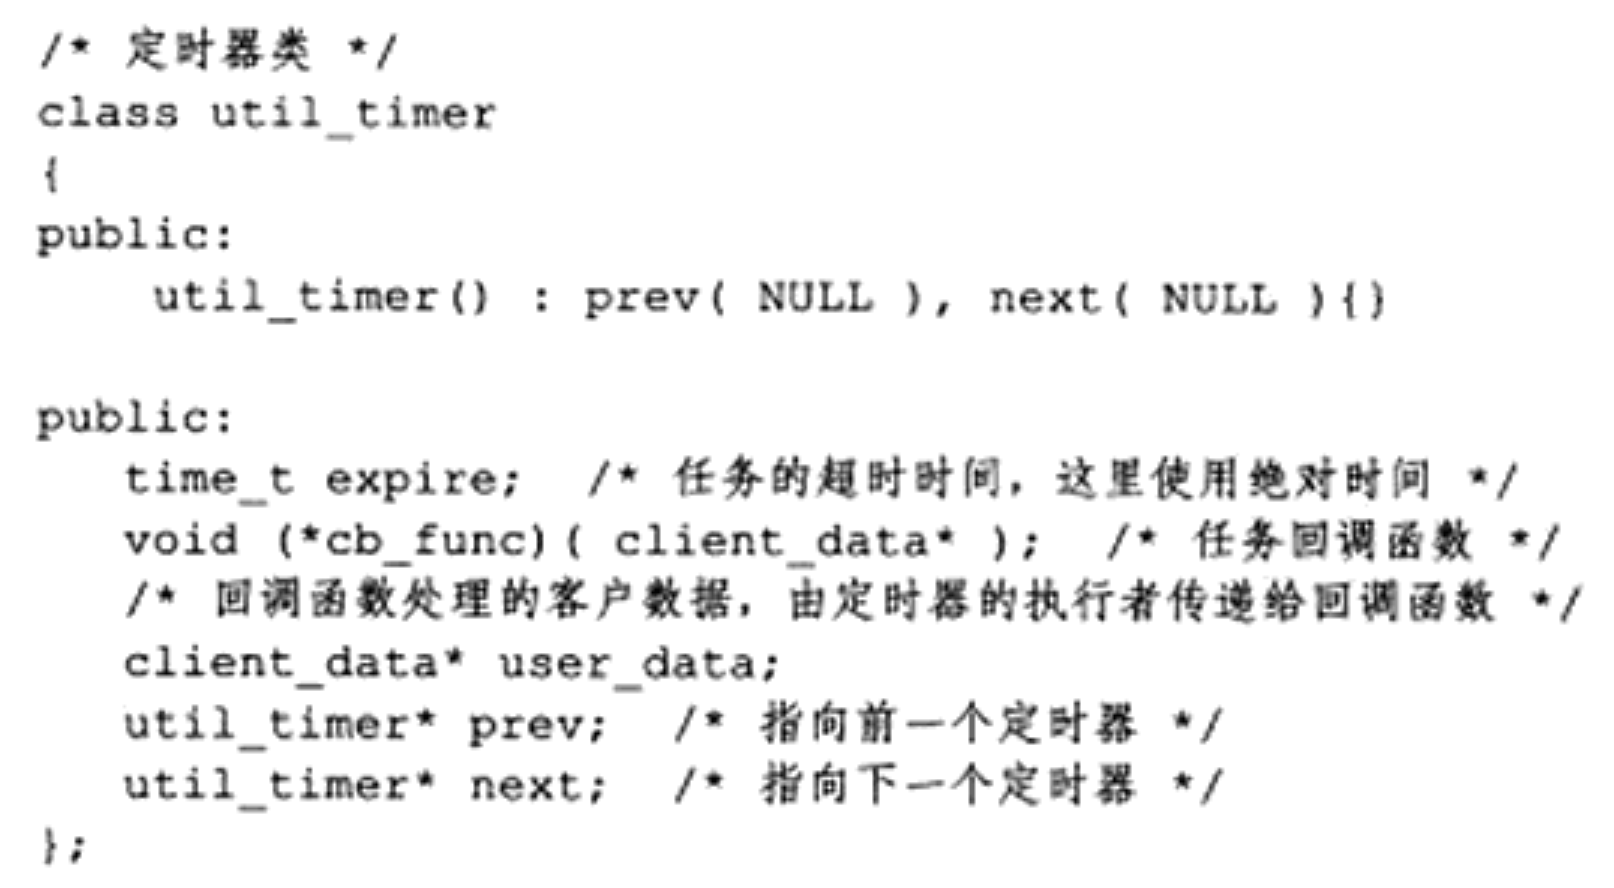 /* 定时器类 */
class util_timer
{
public:
    util_timer() : prev( NULL ), next( NULL ){}

public:
   time_t expire;  /* 任务的超时时间，这里使用绝对时间 */
   void (*cb_func)( client_data* );  /* 任务回调函数 */
   /* 回调函数处理的客户数据，由定时器的执行者传递给回调函数 */
   client_data* user_data;
   util_timer* prev;  /* 指向前一个定时器 */
   util_timer* next;  /* 指向下一个定时器 */
};